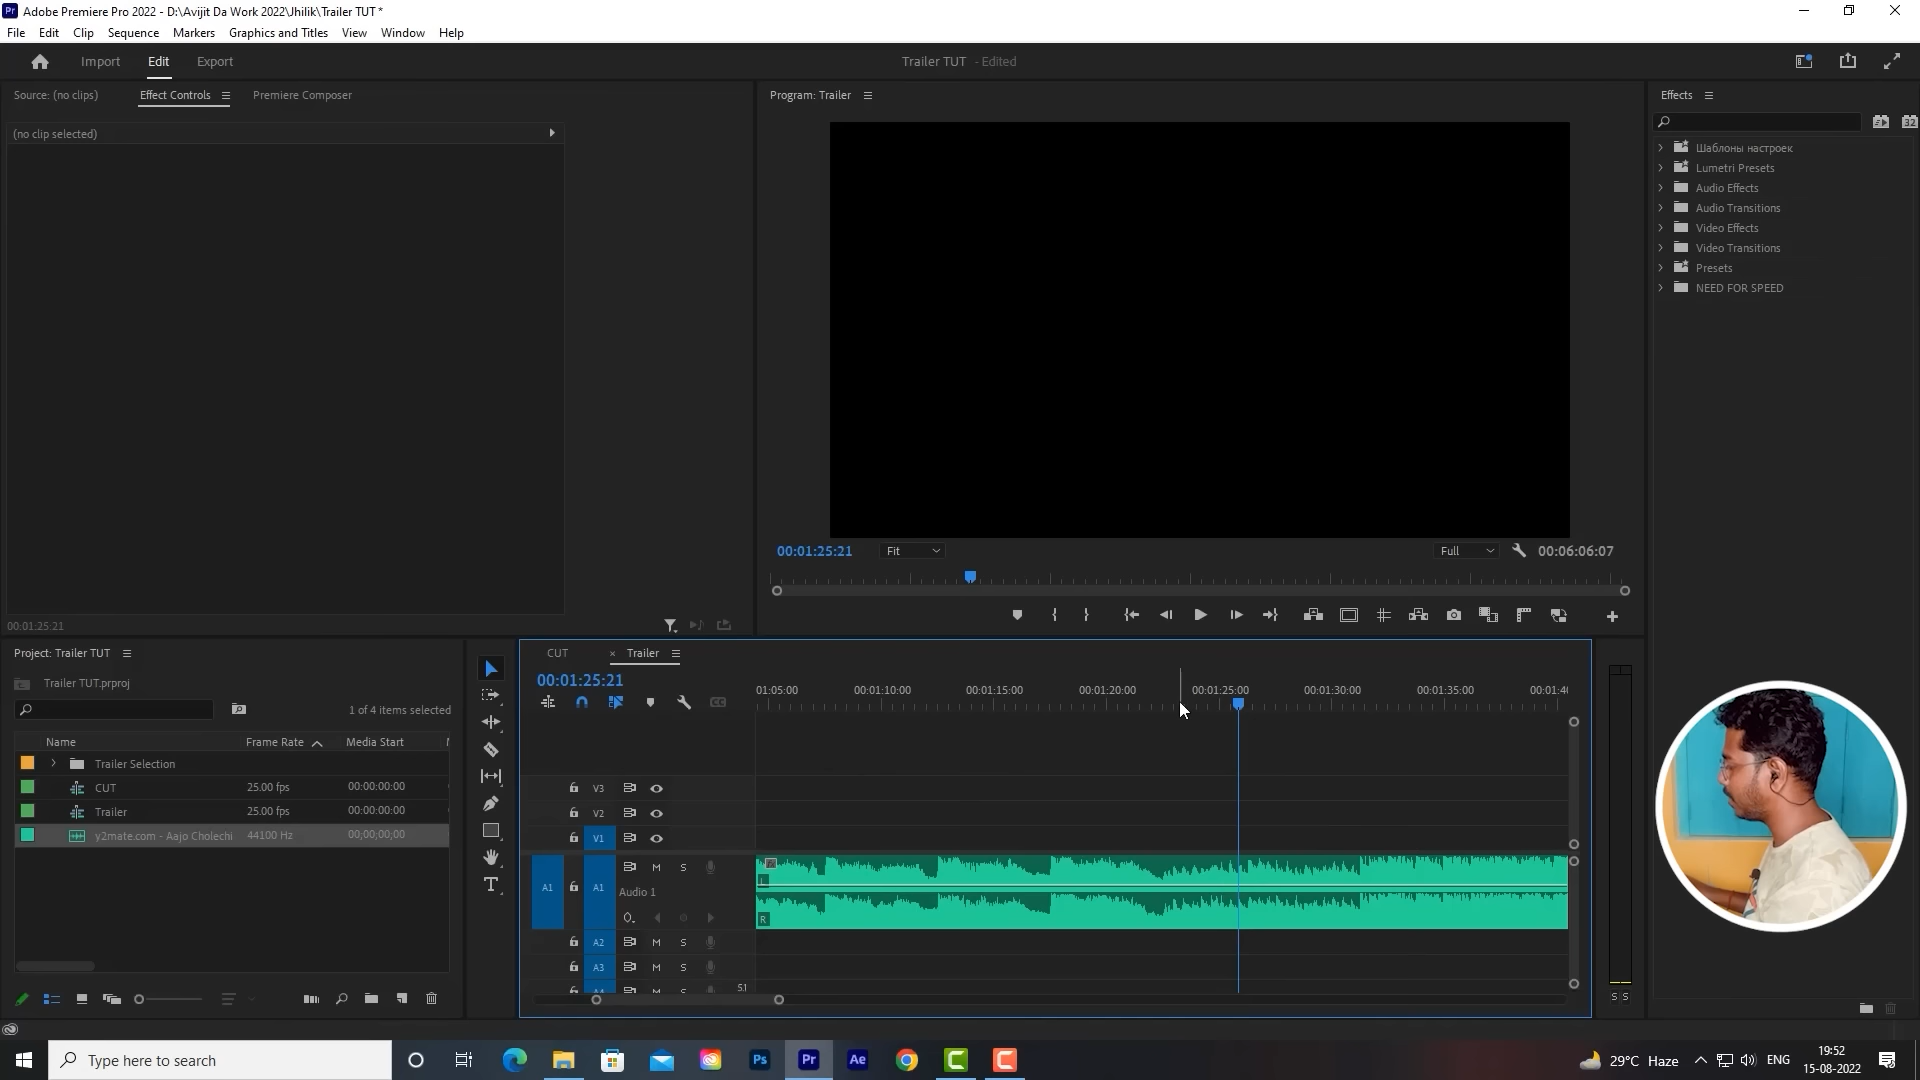 Pr Adobe Premiere Pro 2022 - D:\Avijit Da Work 2022\Jhilik\Trailer TUT *
File Edit Clip Sequence Markers Graphics and Titles View Window Help
Import Edit Export Trailer TUT - Edited
Source: (no clips) Effect Controls Premiere Composer Program: Trailer Effects
(no clip selected)
Шаблоны настроек
Lumetri Presets
Audio Effects
Audio Transitions
Video Effects
Video Transitions
Presets
NEED FOR SPEED
00:01:25:21 Fit Full 00:06:06:07
00:01:25:21
Project: Trailer TUT
Trailer TUT.prproj
1 of 4 items selected
Name Frame Rate Media Start
Trailer Selection
CUT 25.00 fps 00:00:00:00
Trailer 25.00 fps 00:00:00:00
y2mate.com - Aajo Cholechi 44100 Hz 00;00;00;00
CUT × Trailer
00:01:25:21
01:05:00 00:01:10:00 00:01:15:00 00:01:20:00 00:01:25:00 00:01:30:00 00:01:35:00 00:01:40
V3
V2
V1
A1 A1 M S
Audio 1
L
R
A2 M S
A3 M S
A4 M S 5.1
S S
Type here to search
Ps Pr Ae
29°C Haze ENG 19:52
15-08-2022